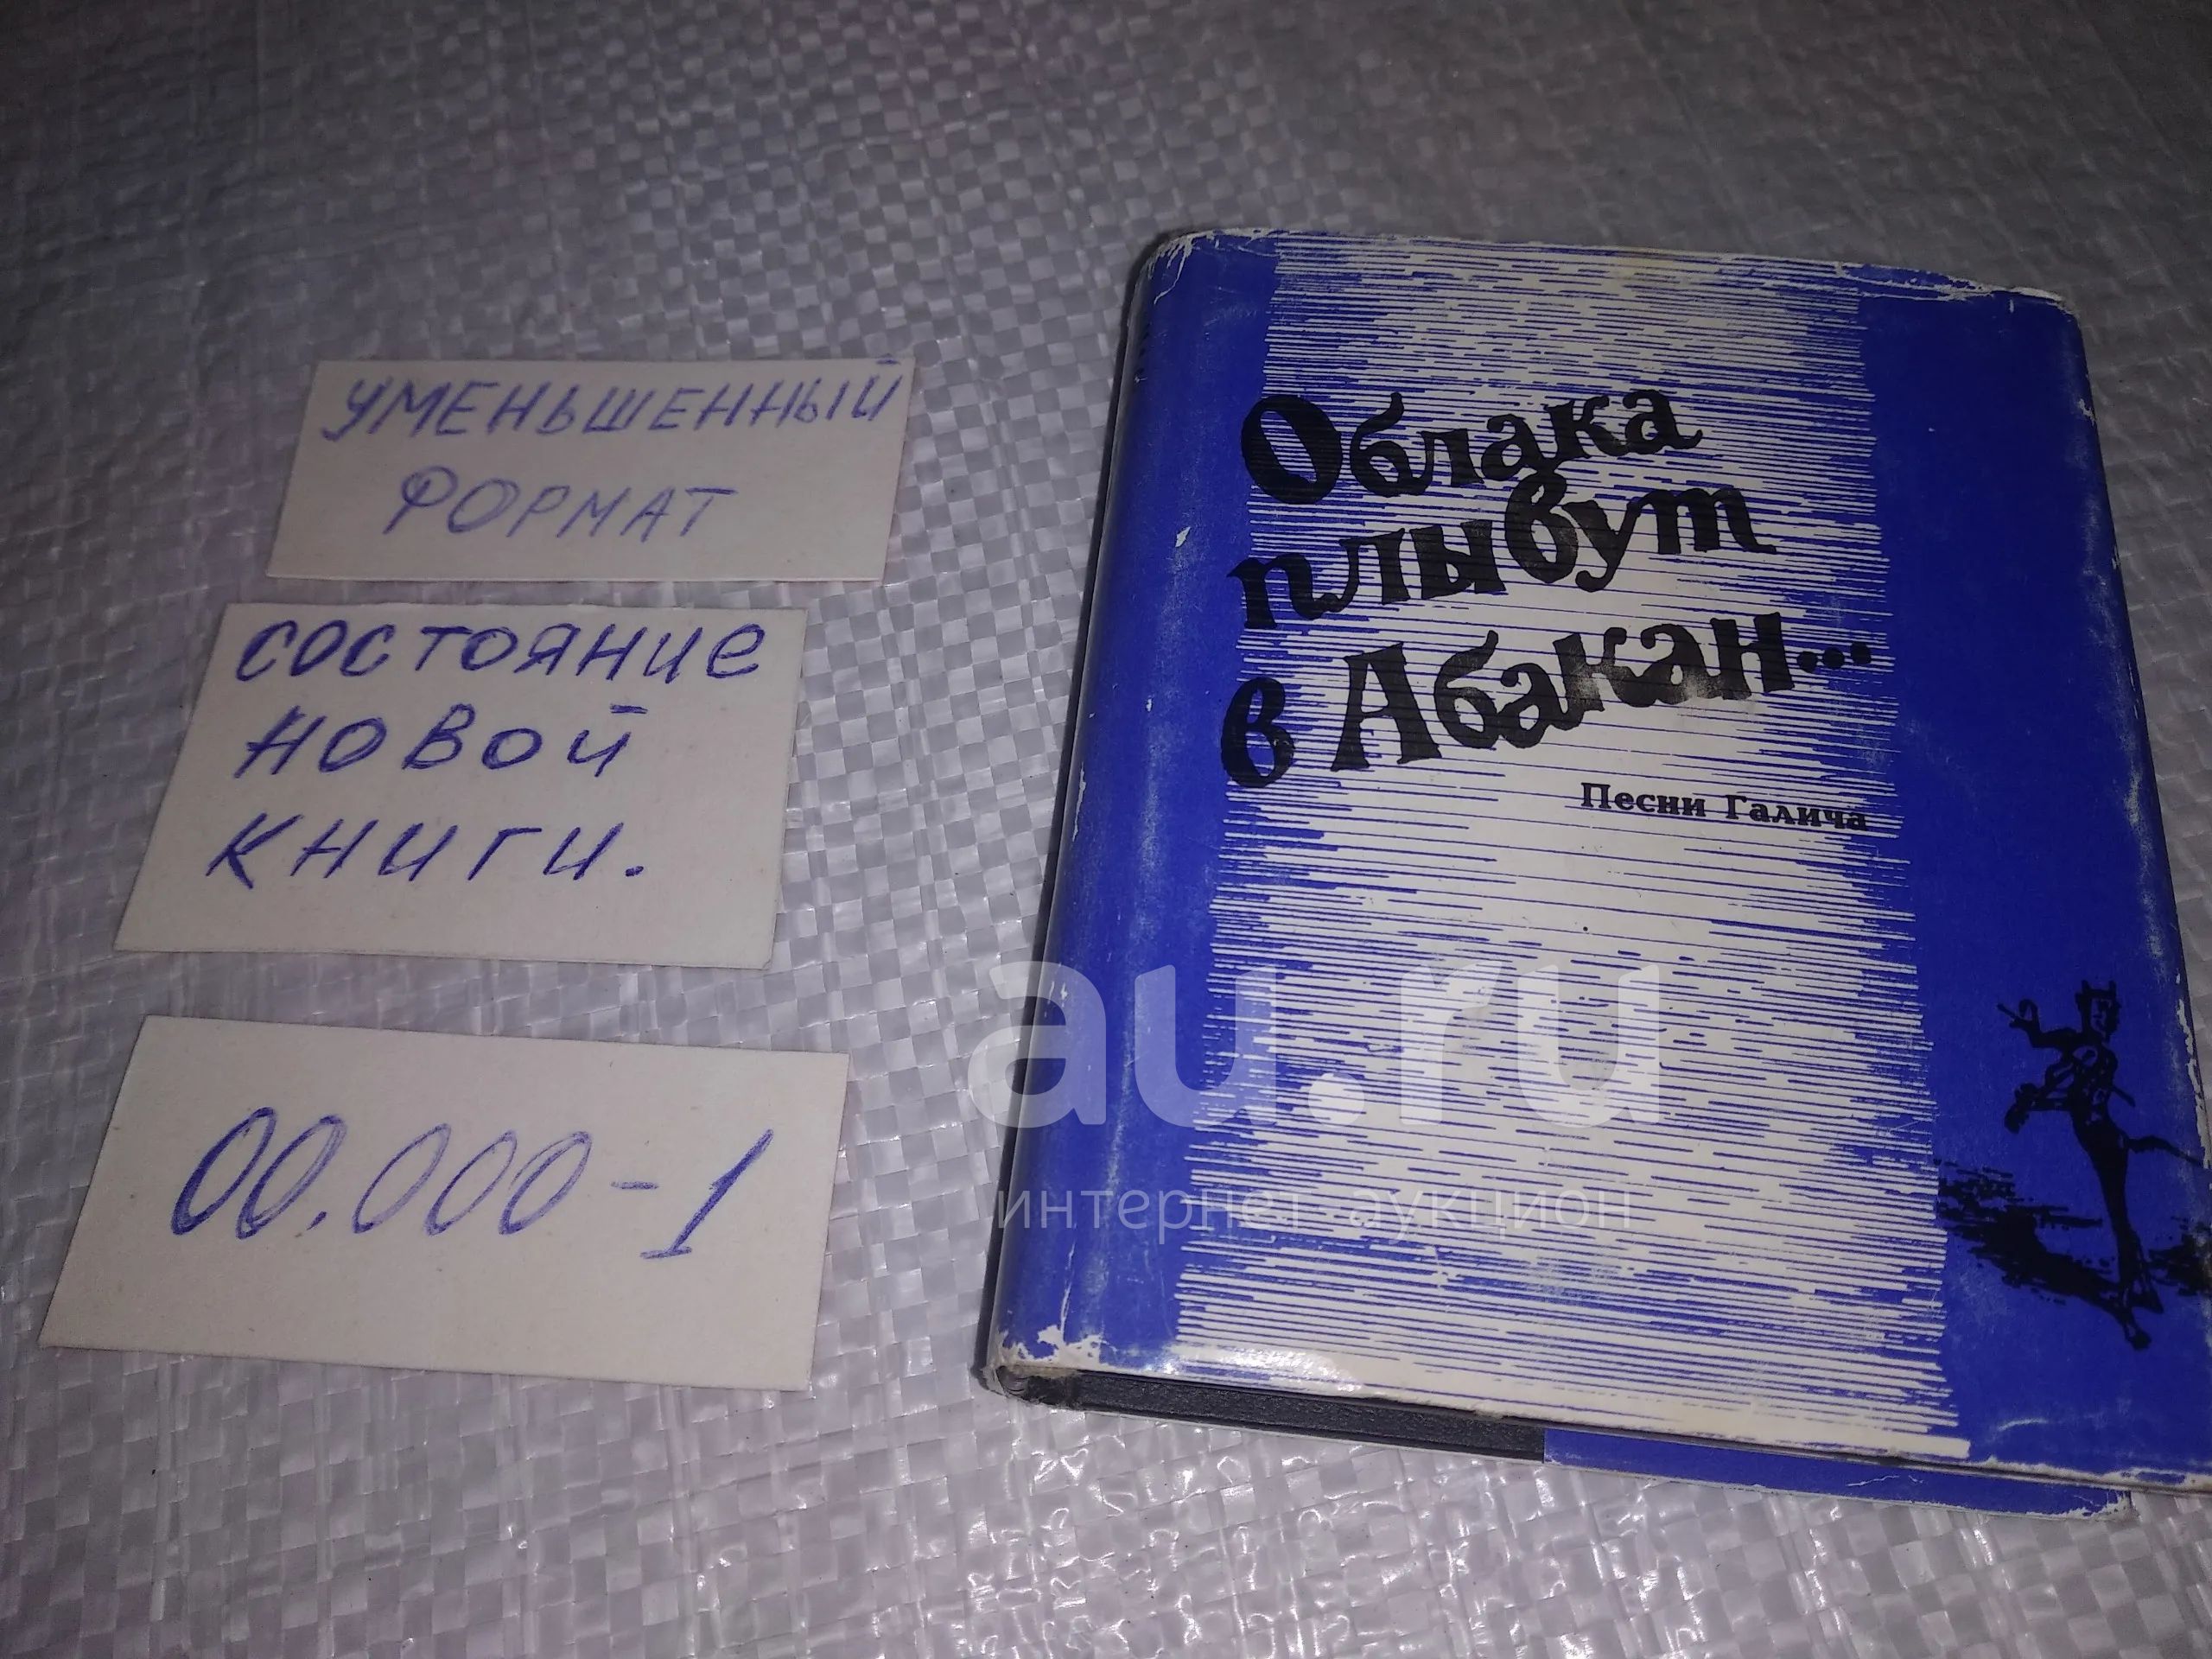 УМЕНЬШЕННЫЙ
ФОРМАТ
СОСТОЯНИЕ
НОВОЙ
КНИГИ.
00.000-1
Облака
плывут
в Абакан...
Песни Галича
au.ru
интернет аукцион